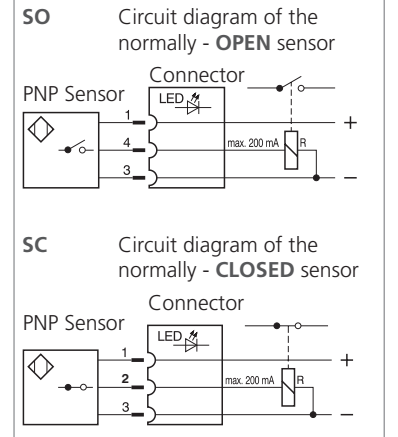 SO Circuit diagram of the
normally - OPEN sensor
Connector
PNP Sensor
LED
1
+
4
max. 200 mA
R
3
–
SC Circuit diagram of the
normally - CLOSED sensor
Connector
PNP Sensor
LED
1
+
2
max. 200 mA
R
3
–